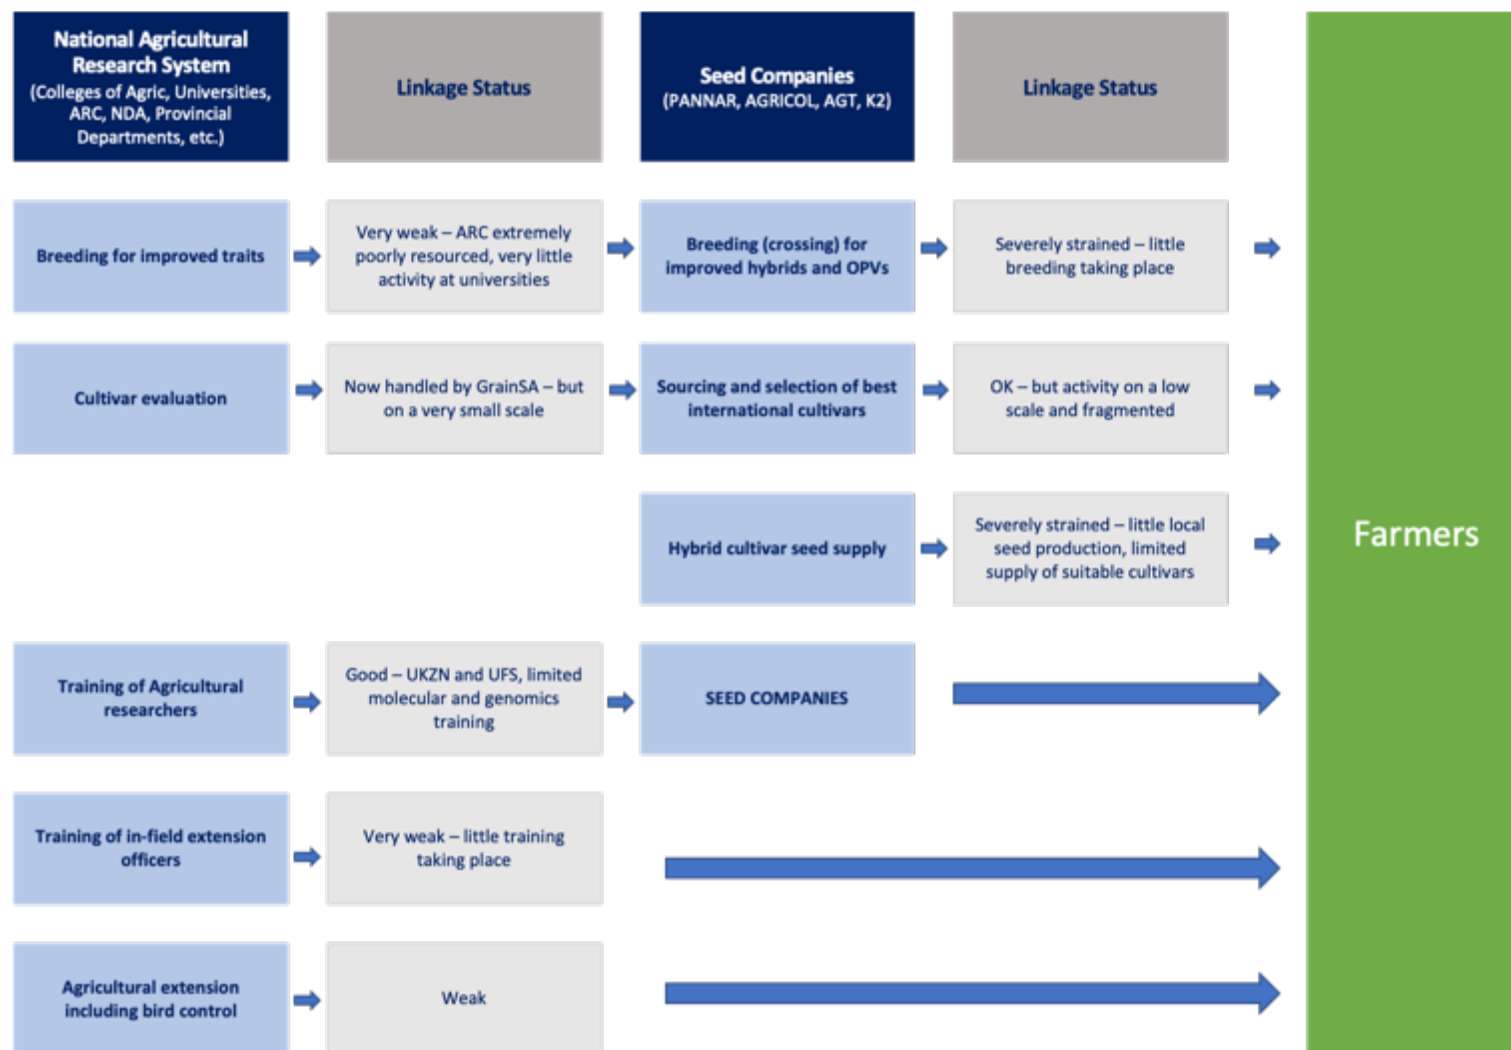 National Agricultural
Research System
(Colleges of Agric, Universities,
ARC, NDA, Provincial
Departments, etc.)
Linkage Status
Seed Companies
(PANNAR, AGRICOL, AGT, K2)
Linkage Status
Breeding for improved traits
Very weak – ARC extremely
poorly resourced, very little
activity at universities
Breeding (crossing) for
improved hybrids and OPVs
Severely strained – little
breeding taking place
Cultivar evaluation
Now handled by GrainSA – but
on a very small scale
Sourcing and selection of best
international cultivars
OK – but activity on a low
scale and fragmented
Hybrid cultivar seed supply
Severely strained – little local
seed production, limited
supply of suitable cultivars
Farmers
Training of Agricultural
researchers
Good – UKZN and UFS, limited
molecular and genomics
training
SEED COMPANIES
Training of in-field extension
officers
Very weak – little training
taking place
Agricultural extension
including bird control
Weak